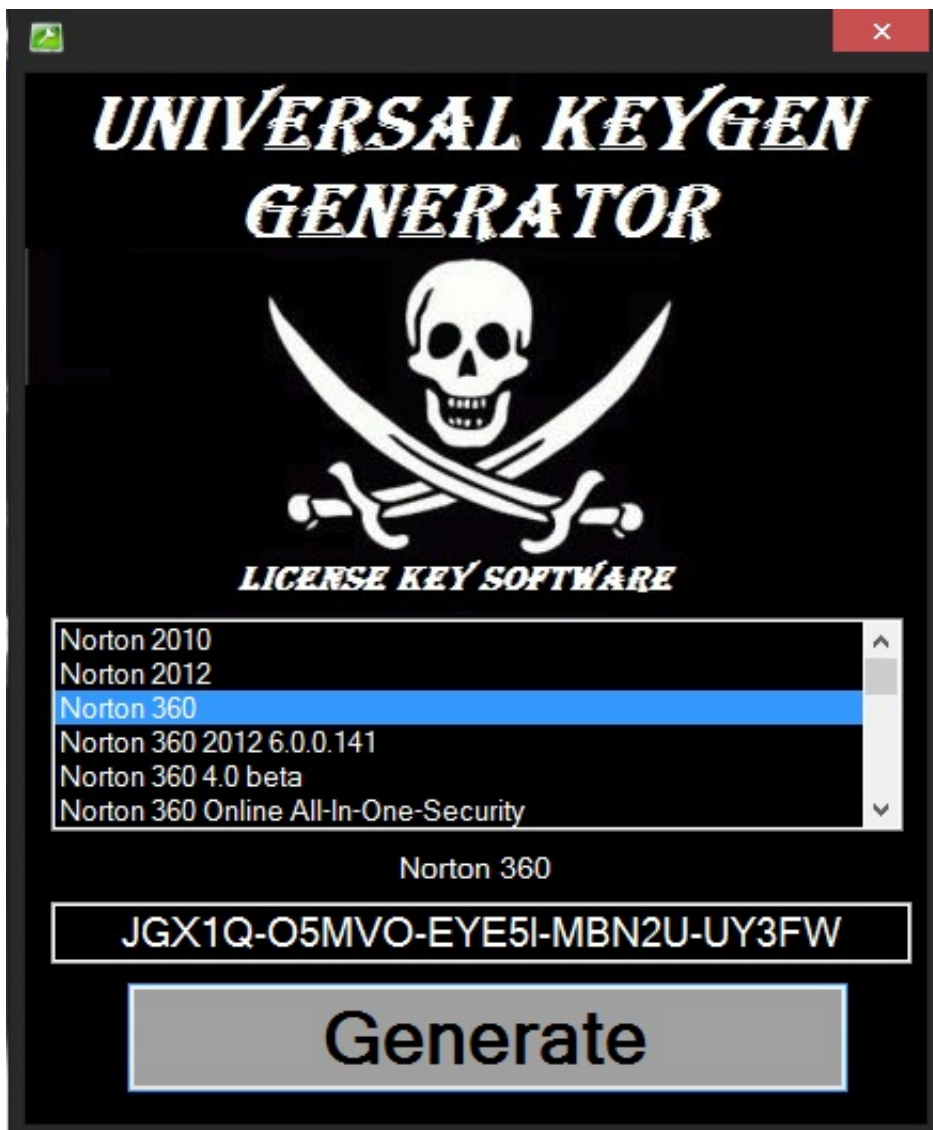 UNIVERSAL KEYGEN
GENERATOR
LICENSE KEY SOFTWARE
Norton 2010
Norton 2012
Norton 360
Norton 360 2012 6.0.0.141
Norton 360 4.0 beta
Norton 360 Online All-In-One-Security
Norton 360
JGX1Q-O5MVO-EYE5I-MBN2U-UY3FW
Generate